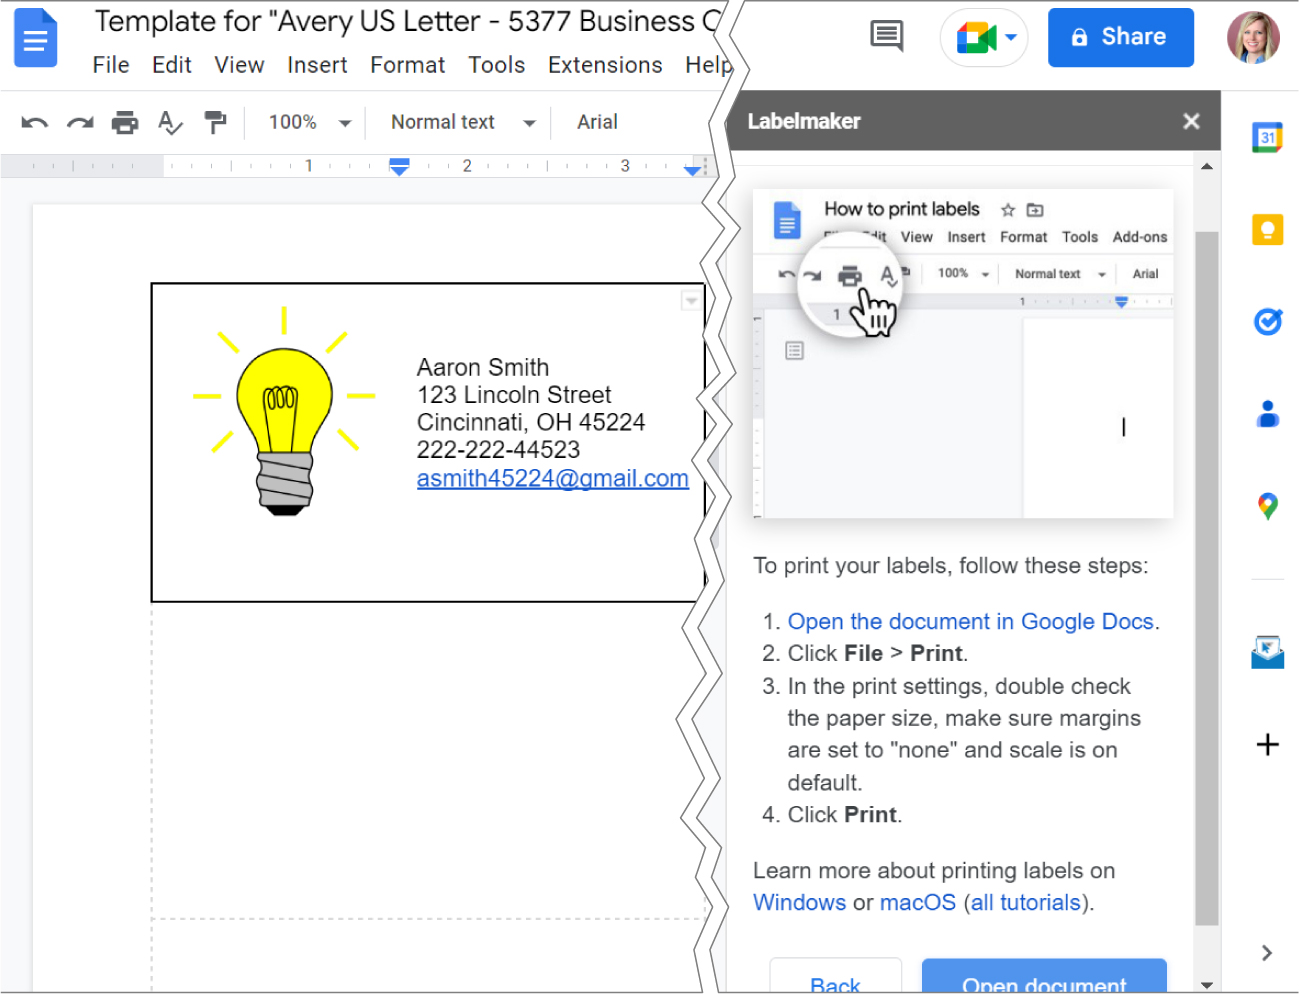 Template for "Avery US Letter - 5377 Business
File Edit View Insert Format Tools Extensions Help
Share
100% Normal text Arial
1 2 3
Aaron Smith
123 Lincoln Street
Cincinnati, OH 45224
222-222-44523
asmith45224@gmail.com
Labelmaker
How to print labels
View Insert Format Tools Add-ons
100% Normal text Arial
1
1
To print your labels, follow these steps:
1. Open the document in Google Docs.
2. Click File > Print.
3. In the print settings, double check
the paper size, make sure margins
are set to "none" and scale is on
default.
4. Click Print.
Learn more about printing labels on
Windows or macOS (all tutorials).
Back Open document
31